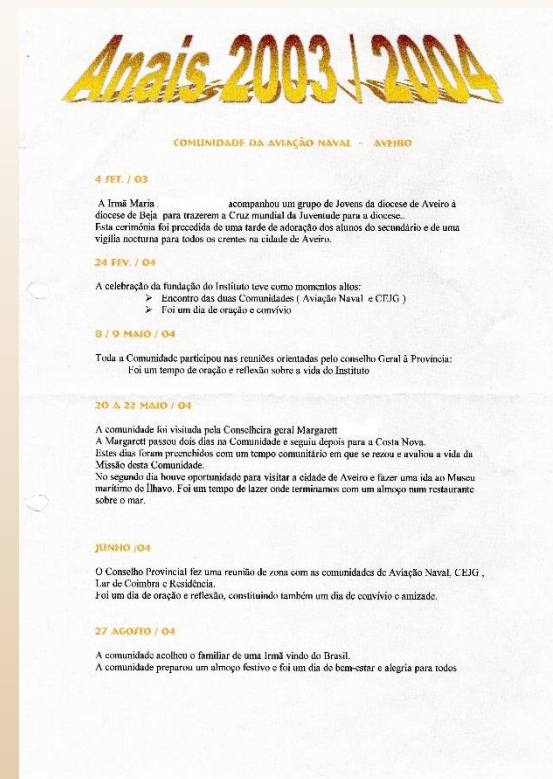 Anais 2003 / 2004
COMUNIDADE DA AVIAÇÃO NAVAL - AVEIRO
4 SET. / 03
A Irmã Maria . acompanhou um grupo de Jovens da diocese de Aveiro à
diocese de Beja para trazerem a Cruz mundial da Juventude para a diocese..
Esta cerimónia foi precedida de uma tarde de adoração dos alunos do secundário e de uma
vigília nocturna para todos os crentes na cidade de Aveiro.
24 FEV. / 04
A celebração da fundação do Instituto teve como momentos altos:
➢ Encontro das duas Comunidades ( Aviação Naval e CEJG )
➢ Foi um dia de oração e convívio
8 / 9 MAIO / 04
Toda a Comunidade participou nas reuniões orientadas pelo conselho Geral à Província:
Foi um tempo de oração e reflexão sobre a vida do Instituto
20 A 22 MAIO / 04
A comunidade foi visitada pela Conselheira geral Margarett
A Margarett passou dois dias na Comunidade e seguiu depois para a Costa Nova.
Estes dias foram preenchidos com um tempo comunitário em que se rezou e avaliou a vida da
Missão desta Comunidade.
No segundo dia houve oportunidade para visitar a cidade de Aveiro e fazer uma ida ao Museu
marítimo de Ílhavo. Foi um tempo de lazer onde terminamos com um almoço num restaurante
sobre o mar.
JUNHO /04
O Conselho Provincial fez uma reunião de zona com as comunidades de Aviação Naval, CEJG ,
Lar de Coimbra e Residência.
Foi um dia de oração e reflexão, constituindo também um dia de convívio e amizade.
27 AGOSTO / 04
A comunidade acolheu o familiar de uma Irmã vindo do Brasil.
A comunidade preparou um almoço festivo e foi um dia de bem-estar e alegria para todos